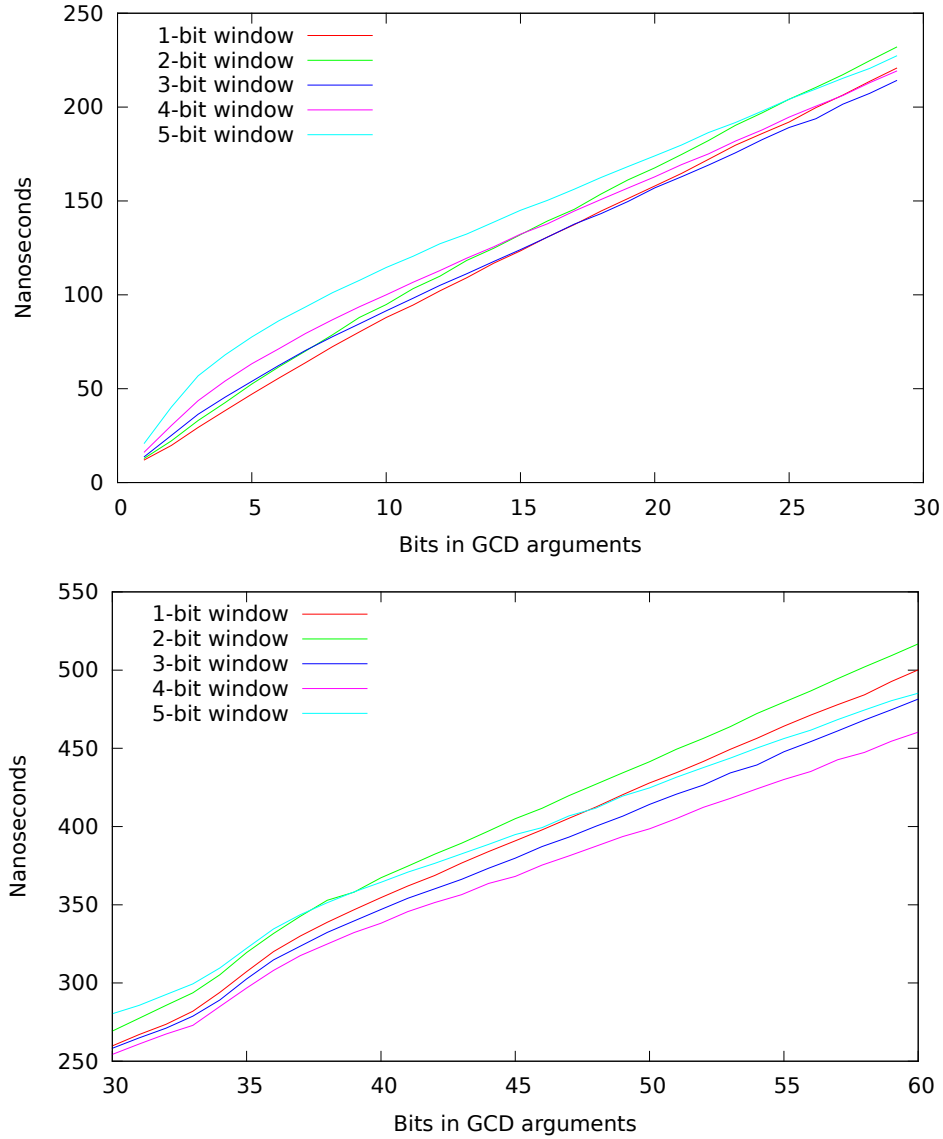 250
200
150
100
50
0
Nanoseconds
1-bit window
2-bit window
3-bit window
4-bit window
5-bit window
0 5 10 15 20 25 30
Bits in GCD arguments
550
500
450
400
350
300
250
Nanoseconds
1-bit window
2-bit window
3-bit window
4-bit window
5-bit window
30 35 40 45 50 55 60
Bits in GCD arguments